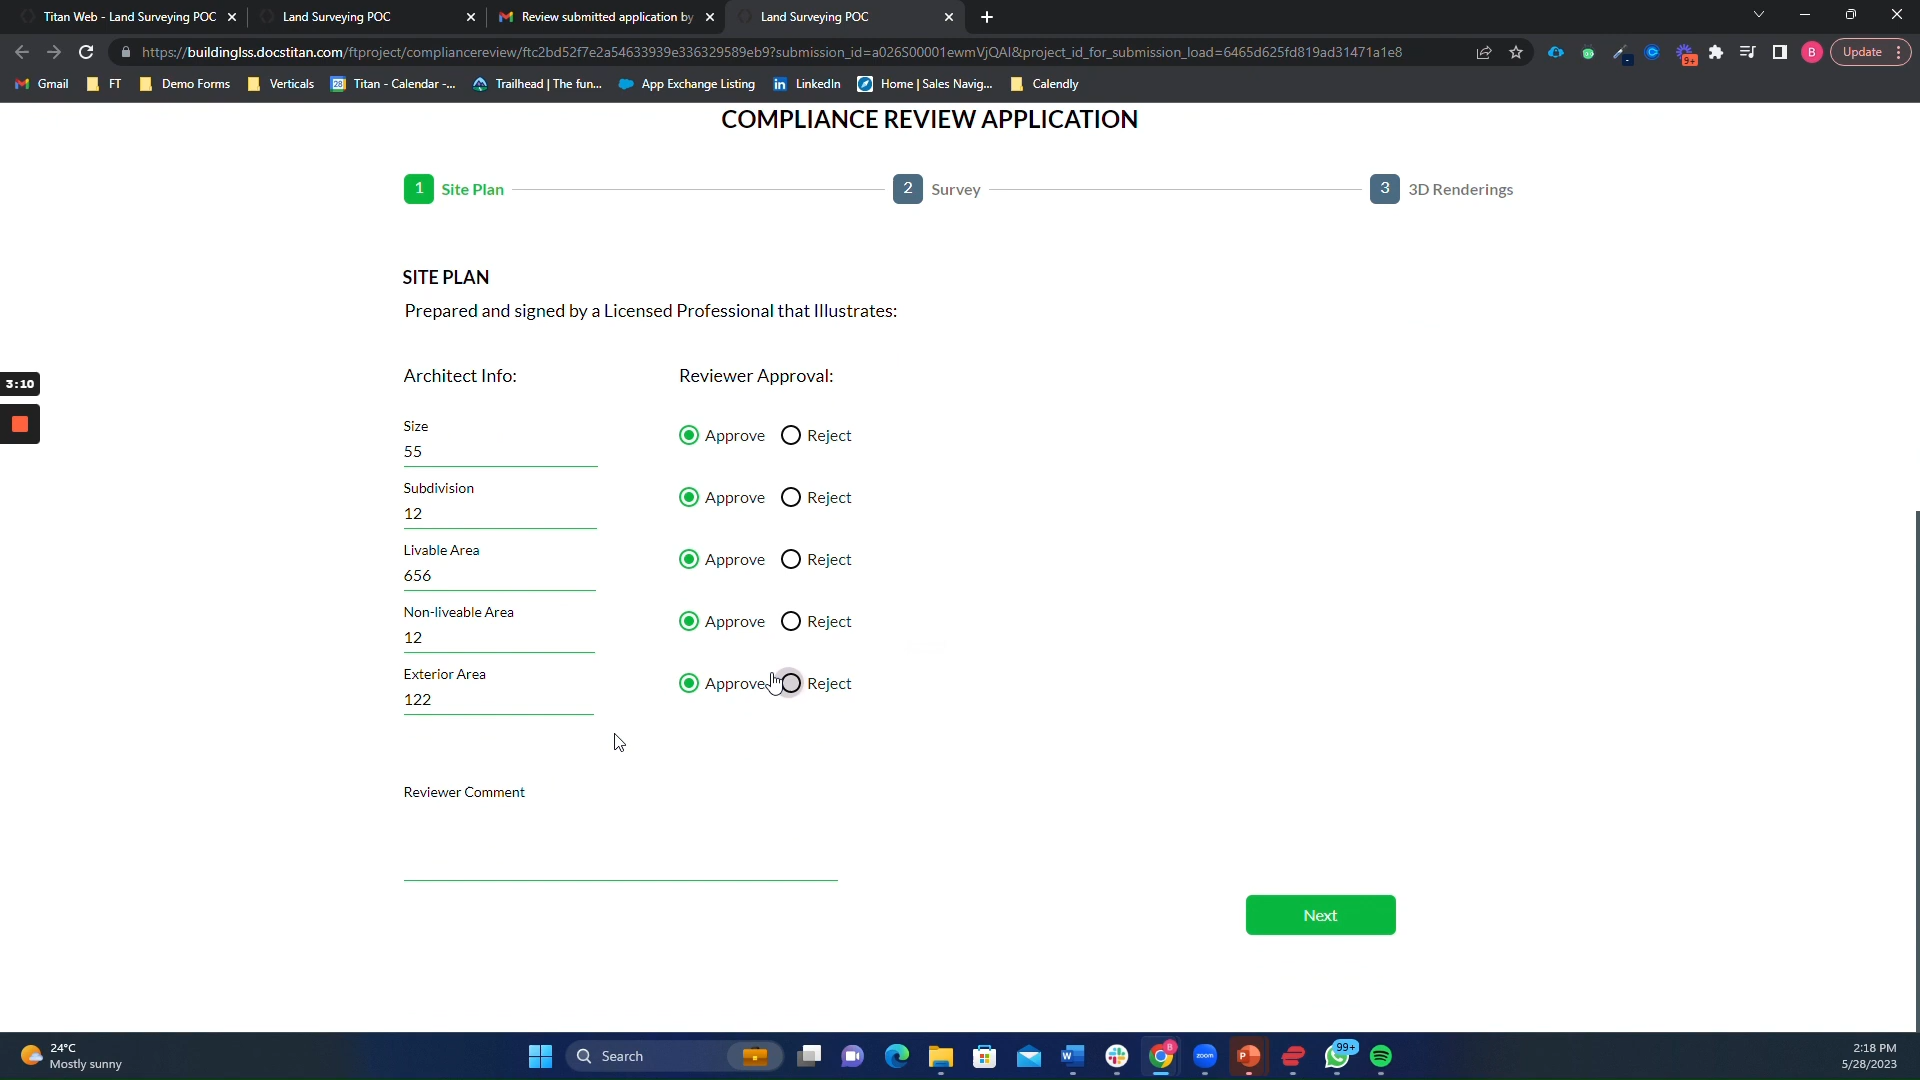 Titan Web - Land Surveying POC
Land Surveying POC
Review submitted application by
Land Surveying POC
https://buildinglss.docstitan.com/ftproject/compliancereview/ftc2bd52f7e2a54633939e336329589eb9?submission_id=a026S00001ewmVjQAI&project_id_for_submission_load=6465d625fd819ad31471a1e8
9+
B
Update
Gmail
FT
Demo Forms
Verticals
28
Titan - Calendar -...
Trailhead | The fun...
App Exchange Listing
LinkedIn
Home | Sales Navig...
Calendly
COMPLIANCE REVIEW APPLICATION
1 Site Plan
2 Survey
3 3D Renderings
SITE PLAN
Prepared and signed by a Licensed Professional that Illustrates:
Architect Info:
Reviewer Approval:
3:10
Size
55
Approve
Reject
Subdivision
12
Approve
Reject
Livable Area
656
Approve
Reject
Non-liveable Area
12
Approve
Reject
Exterior Area
122
Approve
Reject
Reviewer Comment
Next
24°C
Mostly sunny
Search
zoom
99+
2:18 PM
5/28/2023